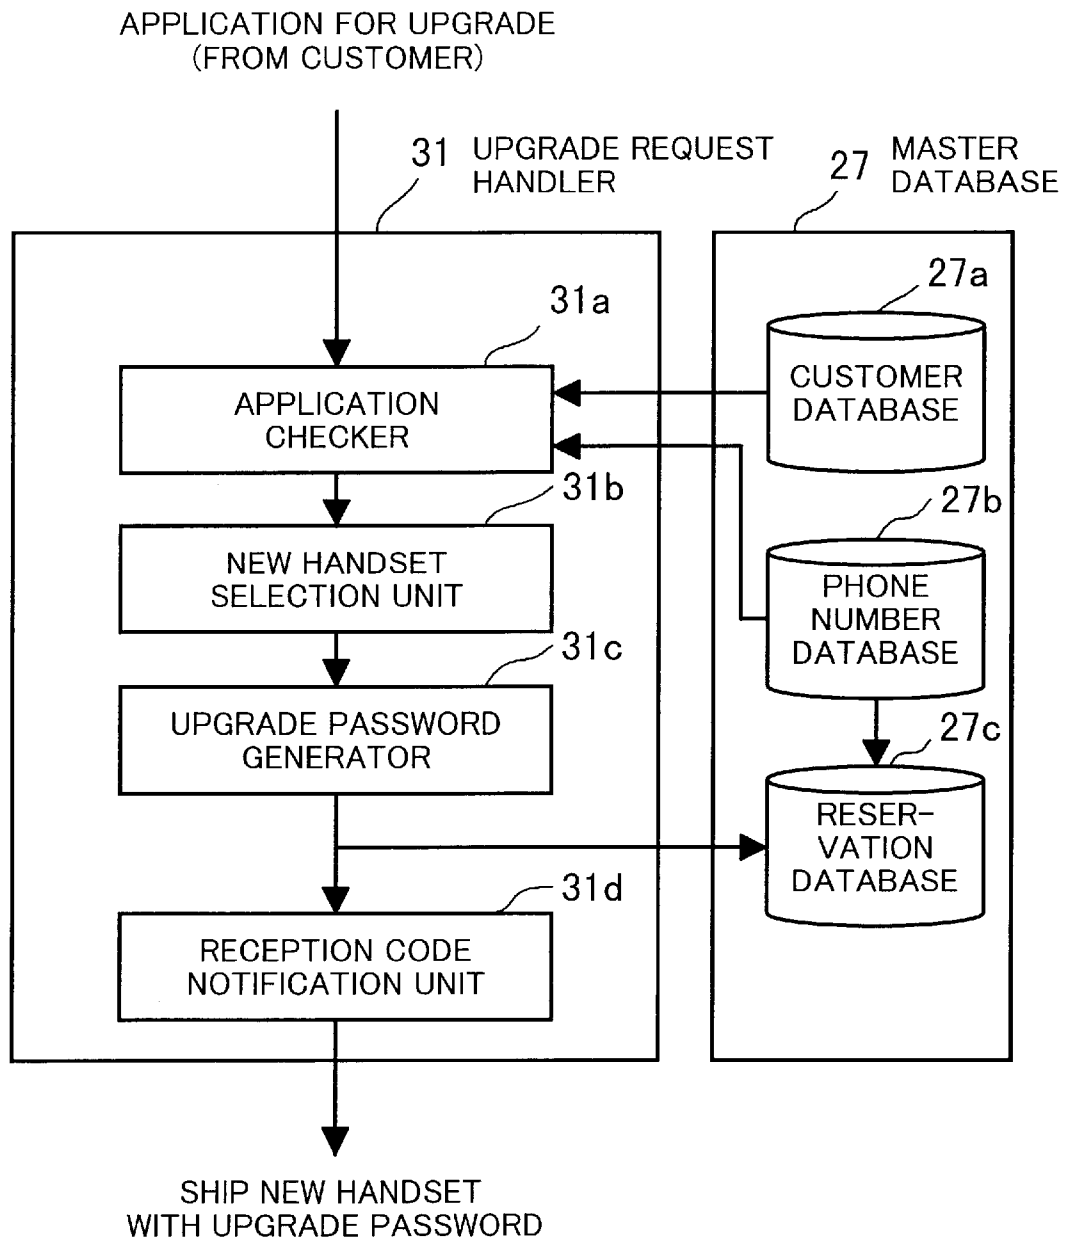 APPLICATION FOR UPGRADE
(FROM CUSTOMER)
31 UPGRADE REQUEST
HANDLER
27 MASTER
DATABASE
31a
APPLICATION
CHECKER
27a
CUSTOMER
DATABASE
31b
NEW HANDSET
SELECTION UNIT
27b
PHONE
NUMBER
DATABASE
31c
UPGRADE PASSWORD
GENERATOR
27c
RESER-
VATION
DATABASE
31d
RECEPTION CODE
NOTIFICATION UNIT
SHIP NEW HANDSET
WITH UPGRADE PASSWORD